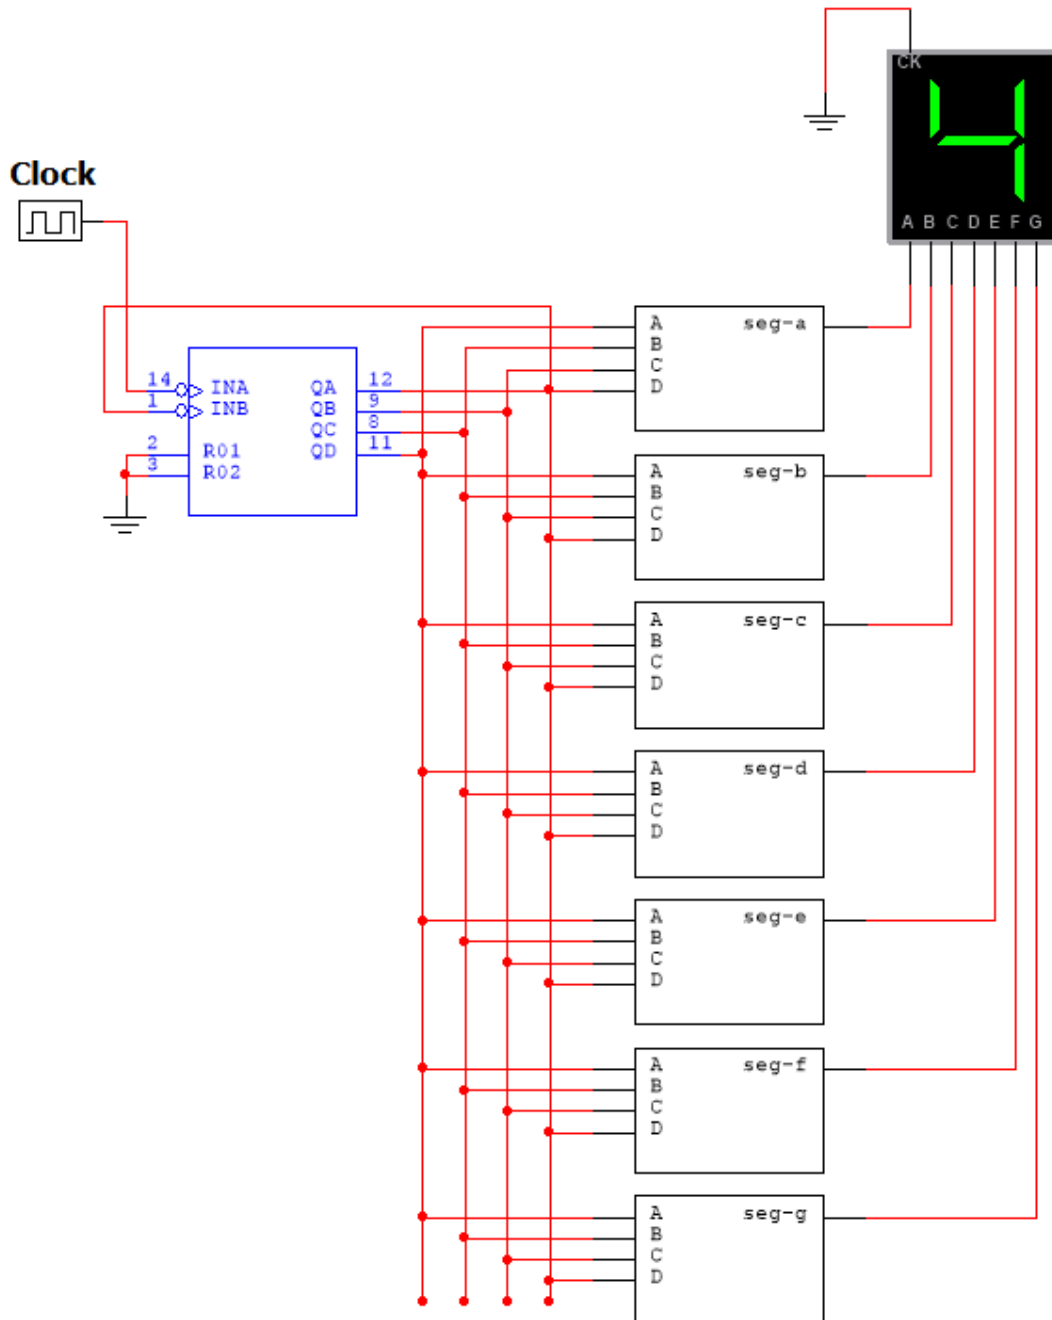 CK
4
Clock
A B C D E F G
14 INA QA 12
1 INB QB 9
QC 8
2 R01 QD 11
3 R02
A seg-a
B
C
D
A seg-b
B
C
D
A seg-c
B
C
D
A seg-d
B
C
D
A seg-e
B
C
D
A seg-f
B
C
D
A seg-g
B
C
D